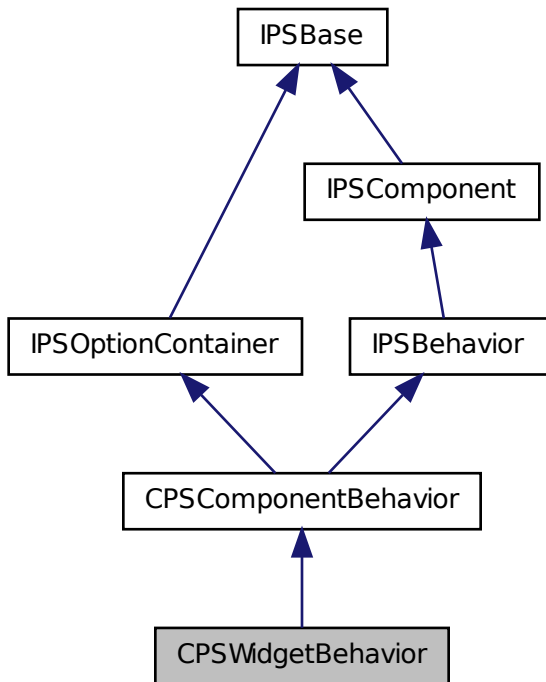 IPSBase
IPSComponent
IPSOptionContainer
IPSBehavior
CPSComponentBehavior
CPSWidgetBehavior